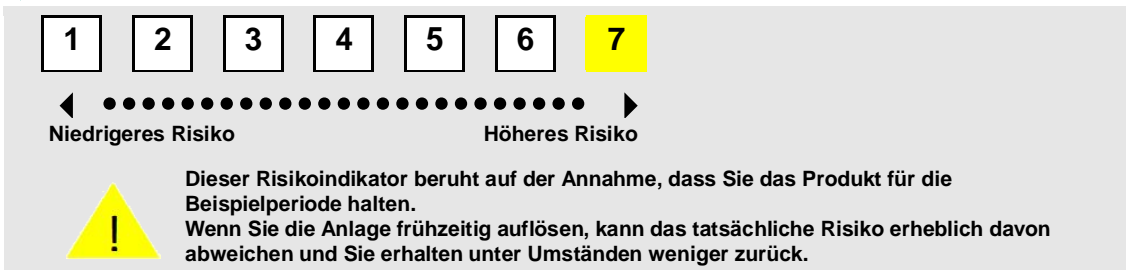 1 2 3 4 5 6 7
Niedrigeres Risiko Höheres Risiko
Dieser Risikoindikator beruht auf der Annahme, dass Sie das Produkt für die
Beispielperiode halten.
Wenn Sie die Anlage frühzeitig auflösen, kann das tatsächliche Risiko erheblich davon
abweichen und Sie erhalten unter Umständen weniger zurück.
!